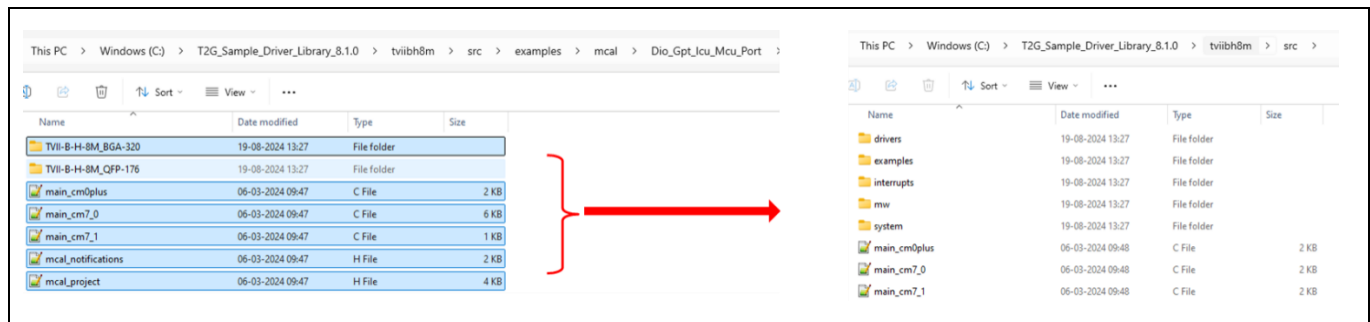 This PC > Windows (C:) > T2G_Sample_Driver_Library_8.1.0 > tviibh8m > src > examples > mcal > Dio_Gpt_Icu_Mcu_Port >
Sort View ...
Name Date modified Type Size
TVII-B-H-8M_BGA-320 19-08-2024 13:27 File folder
TVII-B-H-8M_QFP-176 19-08-2024 13:27 File folder
main_cm0plus 06-03-2024 09:47 C File 2 KB
main_cm7_0 06-03-2024 09:47 C File 6 KB
main_cm7_1 06-03-2024 09:47 C File 1 KB
mcal_notifications 06-03-2024 09:47 H File 2 KB
mcal_project 06-03-2024 09:47 H File 4 KB
This PC > Windows (C:) > T2G_Sample_Driver_Library_8.1.0 > tviibh8m > src >
Sort View ...
Name Date modified Type Size
drivers 19-08-2024 13:27 File folder
examples 19-08-2024 13:27 File folder
interrupts 19-08-2024 13:27 File folder
mw 19-08-2024 13:27 File folder
system 19-08-2024 13:27 File folder
main_cm0plus 06-03-2024 09:48 C File 2 KB
main_cm7_0 06-03-2024 09:48 C File 2 KB
main_cm7_1 06-03-2024 09:48 C File 2 KB